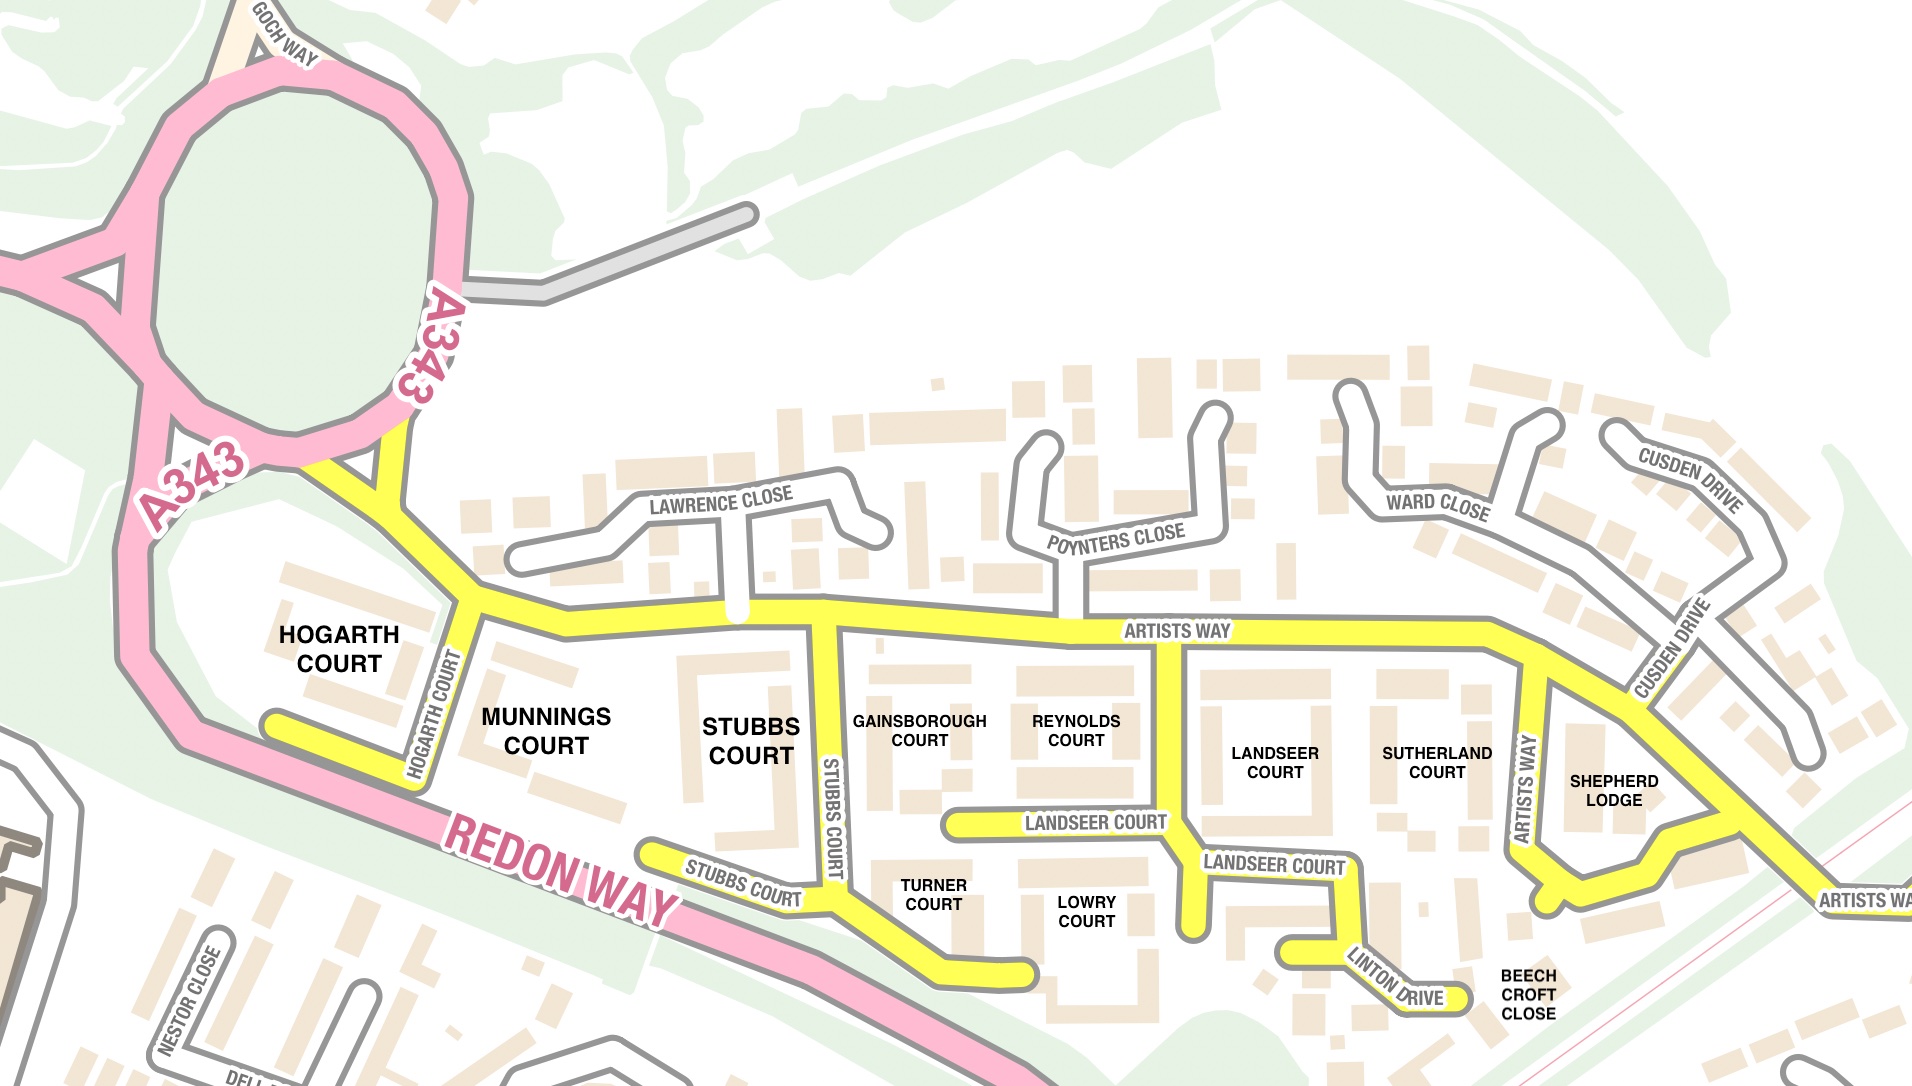 GOCH WAY
A343
A343
LAWRENCE CLOSE
POYNTERS CLOSE
WARD CLOSE
CUSDEN DRIVE
CUSDEN DRIVE
ARTISTS WAY
HOGARTH
COURT
HOGARTH COURT
MUNNINGS
COURT
STUBBS
COURT
STUBBS COURT
GAINSBOROUGH
COURT
REYNOLDS
COURT
LANDSEER
COURT
SUTHERLAND
COURT
ARTISTS WAY
SHEPHERD
LODGE
LANDSEER COURT
LANDSEER COURT
REDON WAY
STUBBS COURT
TURNER
COURT
LOWRY
COURT
ARTISTS WA
LINTON DRIVE
BEECH
CROFT
CLOSE
NESTOR CLOSE